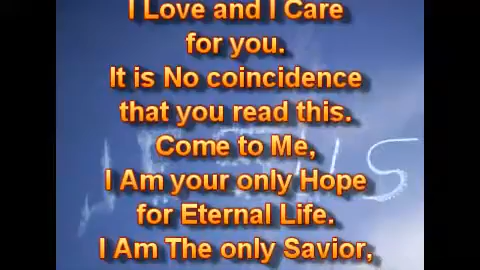 I Love and I Care
for you.
It is No coincidence
that you read this.
Come to Me,
I Am your only Hope
for Eternal Life.
I Am The only Savior,
JESUS